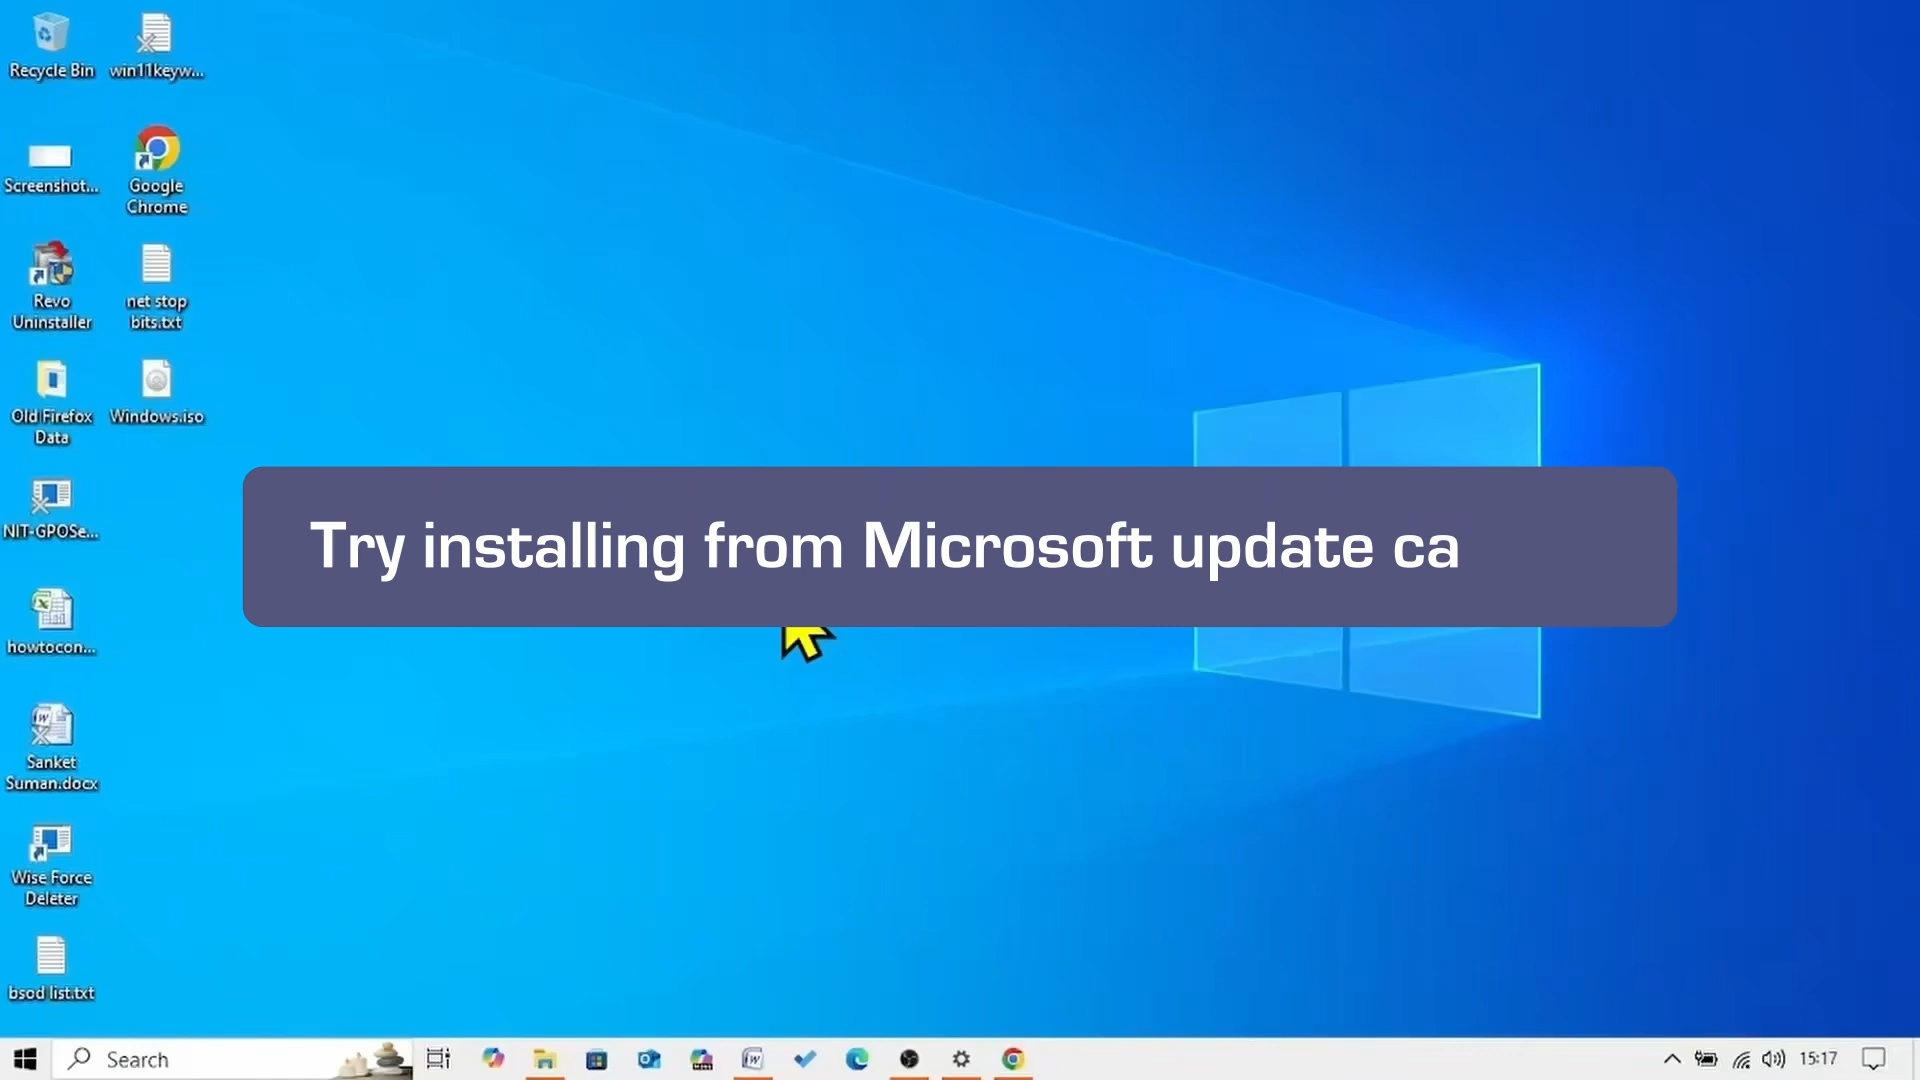 Recycle Bin
win11keyw...
Screenshot...
Google
Chrome
Revo
Uninstaller
net stop
bits.txt
Old Firefox
Data
Windows.iso
NIT-GPOSe...
Try installing from Microsoft update ca
howtocon...
Sanket
Suman.docx
Wise Force
Deleter
bsod list.txt
Search
15:17